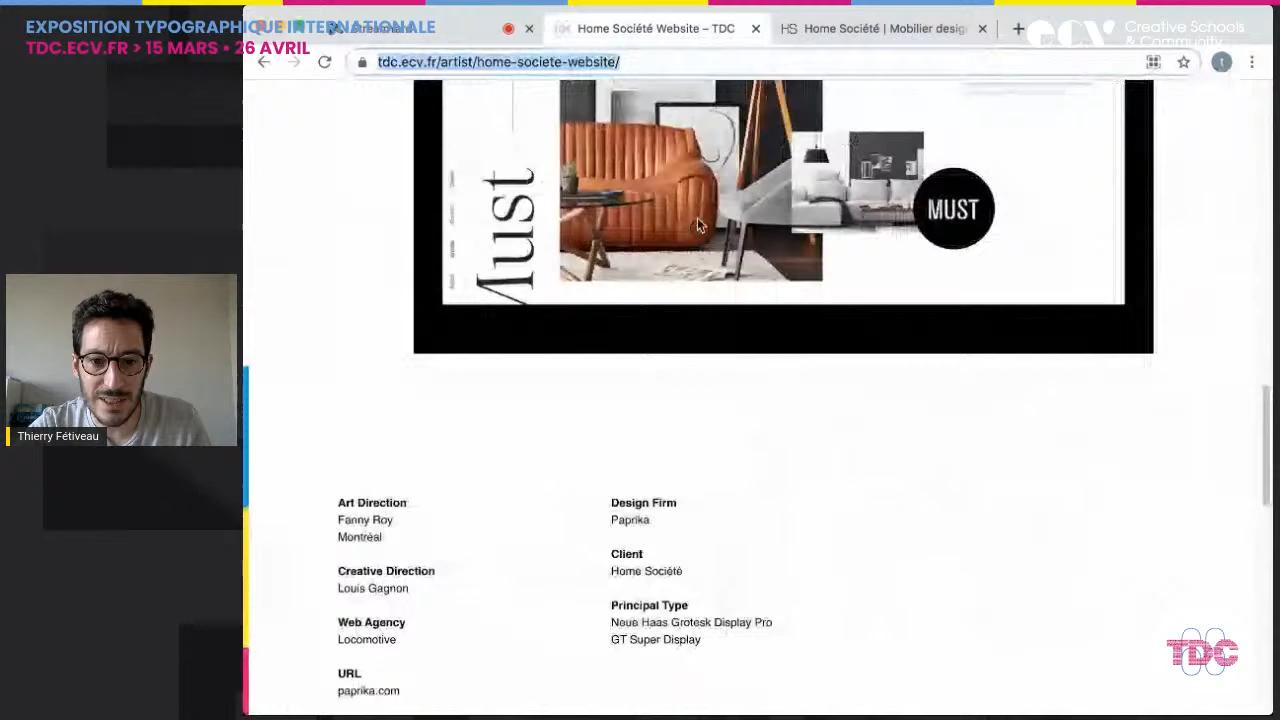 EXPOSITION TYPOGRAPHIQUE INTERNATIONALE
TDC.ECV.FR > 15 MARS • 26 AVRIL
Home Société Website – TDC
HS Home Société | Mobilier desig
ecv Creative Schools
& Community
tdc.ecv.fr/artist/home-societe-website/
t
Must
MUST
Thierry Fétiveau
Art Direction
Fanny Roy
Montréal
Creative Direction
Louis Gagnon
Web Agency
Locomotive
URL
paprika.com
Design Firm
Paprika
Client
Home Société
Principal Type
Neue Haas Grotesk Display Pro
GT Super Display
TDC